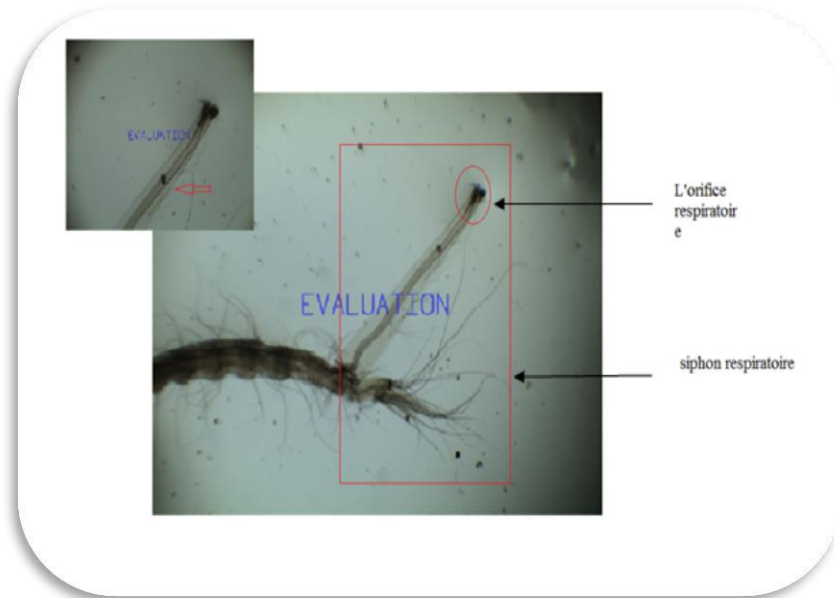 EVALUATION
EVALUATION
L'orifice
respiratoir
e
siphon respiratoire